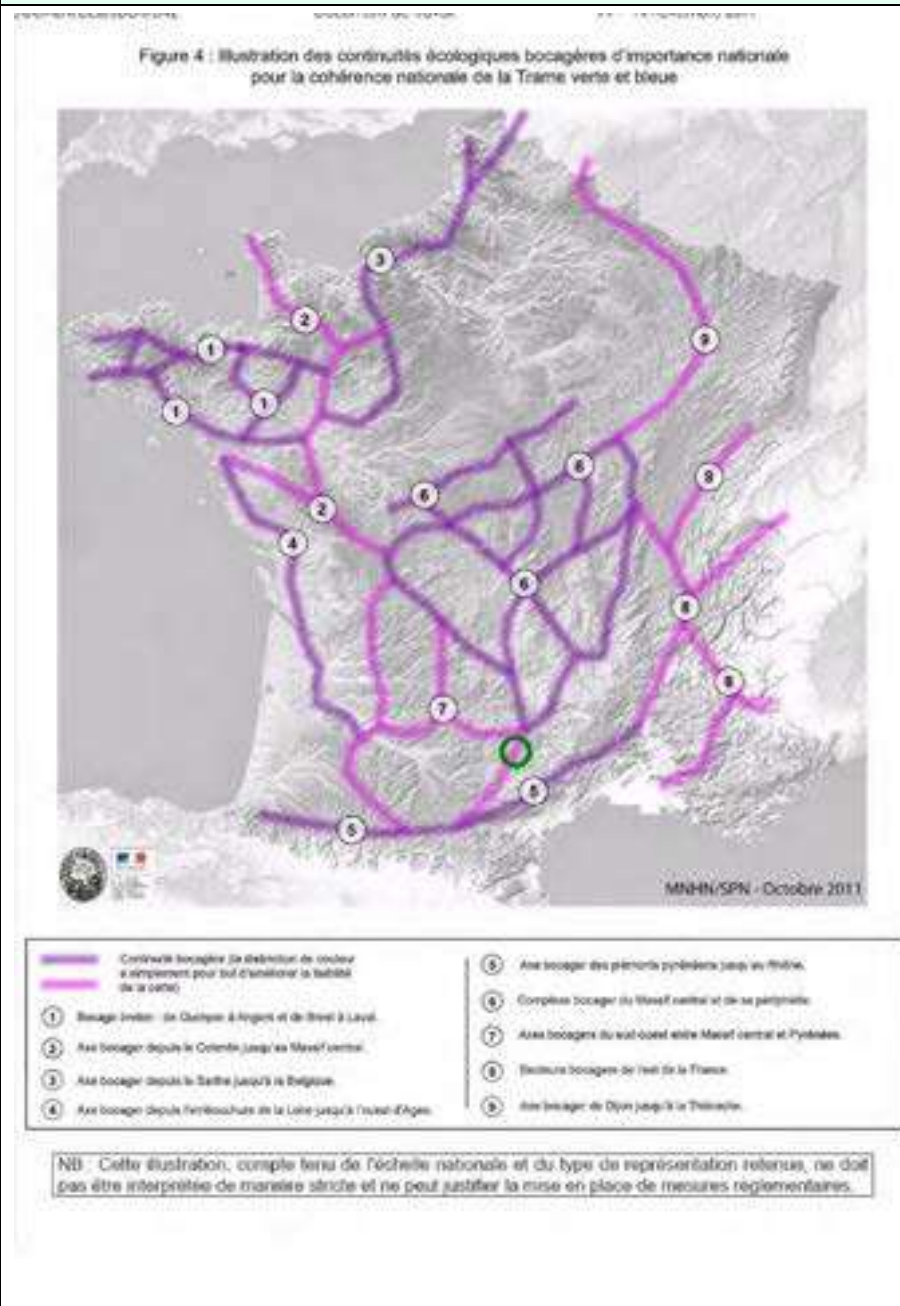 Figure 4 : Illustration des continuités écologiques bocagères d'importance nationale
pour la cohérence nationale de la Trame verte et bleue
3
2
9
1
1
1
8
6
6
2
4
6
8
8
7
5
5
MNHN/SPN - Octobre 2011
Continuité bocagère (la distinction de couleur
a simplement pour but d'améliorer la lisibilité
de la carte)
1 Bocage breton : de Quimper à Angers et de Brest à Laval.
2 Axe bocager depuis le Cotentin jusqu'au Massif central.
3 Axe bocager depuis la Sarthe jusqu'à la Belgique.
4 Axe bocager depuis l'embouchure de la Loire jusqu'à l'ouest d'Agen.
5 Axe bocager des piémonts pyrénéens jusqu'au Rhône.
6 Complexe bocager du Massif central et de sa périphérie.
7 Axes bocagers du sud-ouest entre Massif central et Pyrénées.
8 Secteurs bocagers de l'est de la France.
9 Axe bocager de Dijon jusqu'à la Thiérache.
NB : Cette illustration, compte tenu de l'échelle nationale et du type de représentation retenue, ne doit
pas être interprétée de manière stricte et ne peut justifier la mise en place de mesures réglementaires.